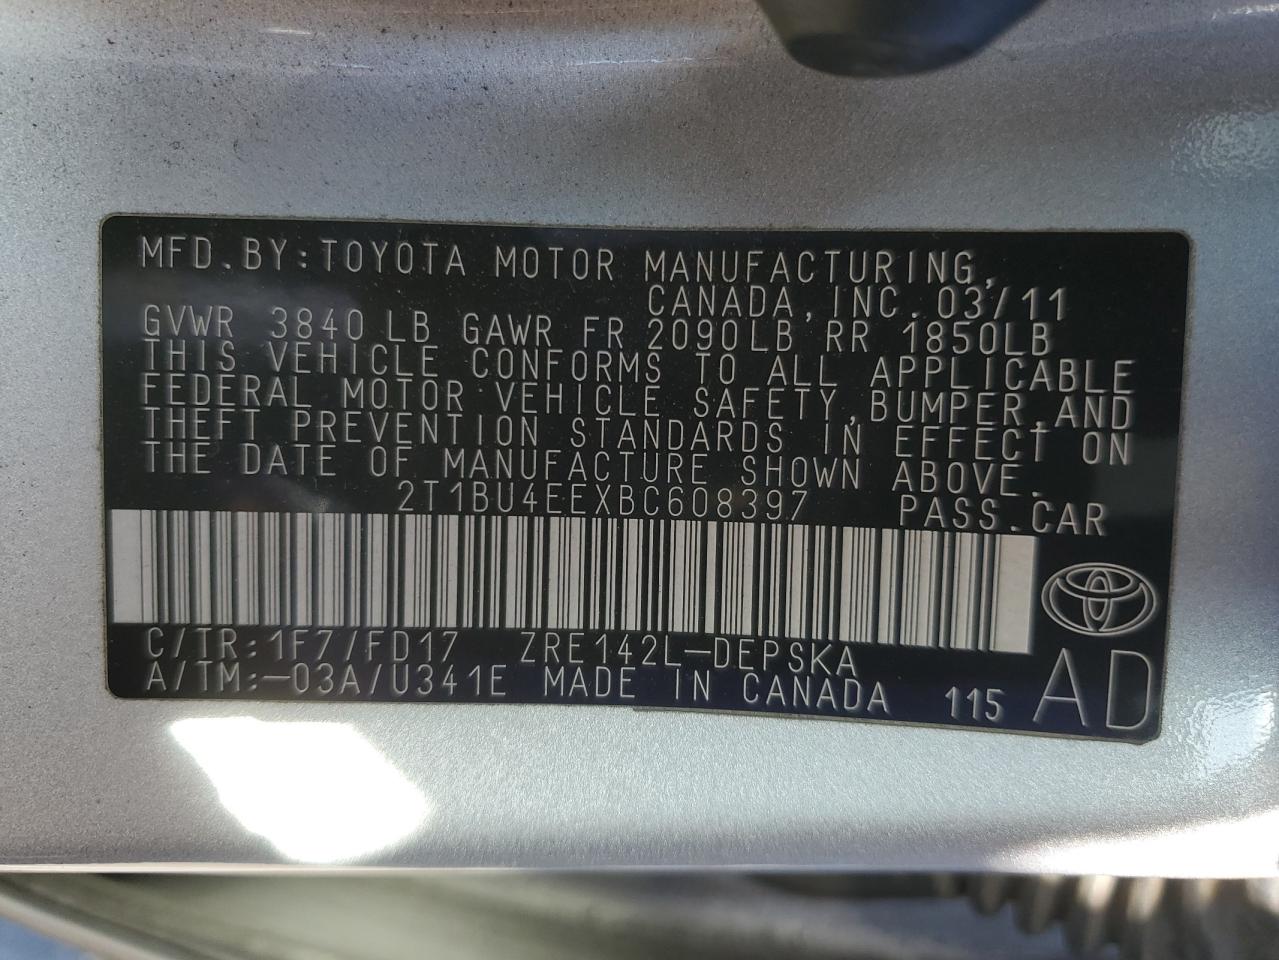 MFD.BY:TOYOTA MOTOR MANUFACTURING,
CANADA,INC.03/11
GVWR 3840 LB GAWR FR 2090LB RR 1850LB
THIS VEHICLE CONFORMS TO ALL APPLICABLE
FEDERAL MOTOR VEHICLE SAFETY,BUMPER,AND
THEFT PREVENTION STANDARDS IN EFFECT ON
THE DATE OF MANUFACTURE SHOWN ABOVE.
2T1BU4EEXBC608397 PASS.CAR
C/TR:1F7/FD17 ZRE142L-DEPSKA
A/TM:-03A/U341E MADE IN CANADA 115 AD